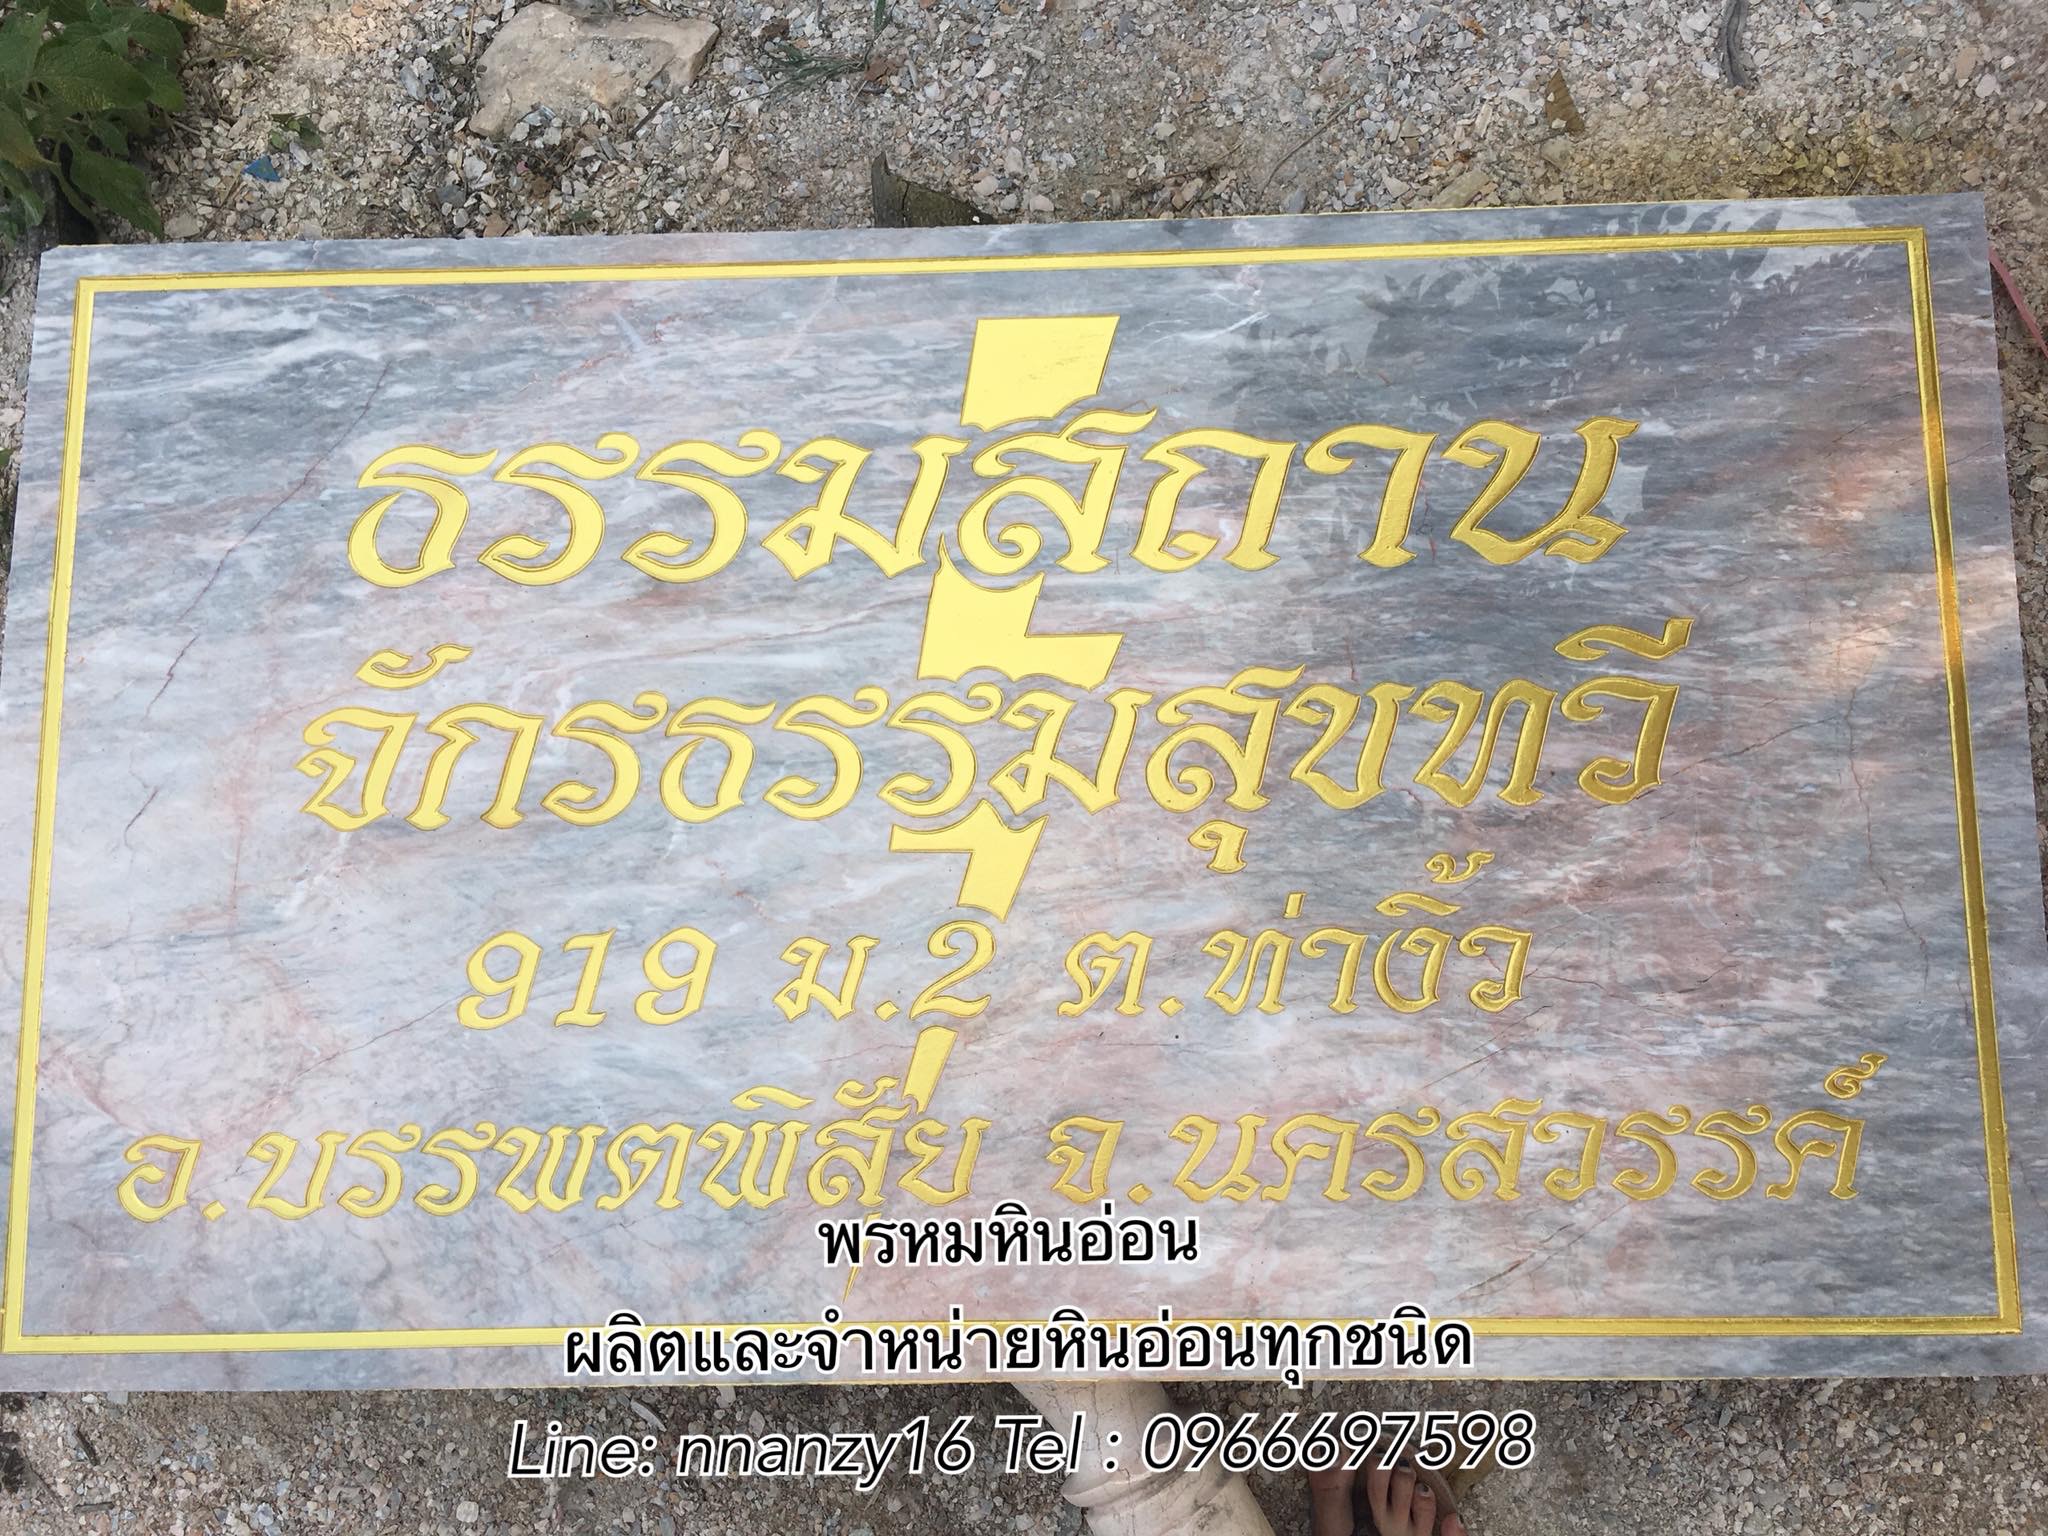 ธรรมสถาน
จักรธรรมสุขทวี
919 ม.2 ต.ท่างิ้ว
อ.บรรพตพิสัย จ.นครสวรรค์
พรหมหินอ่อน
ผลิตและจำหน่ายหินอ่อนทุกชนิด
Line: nnanzy16 Tel : 0966697598